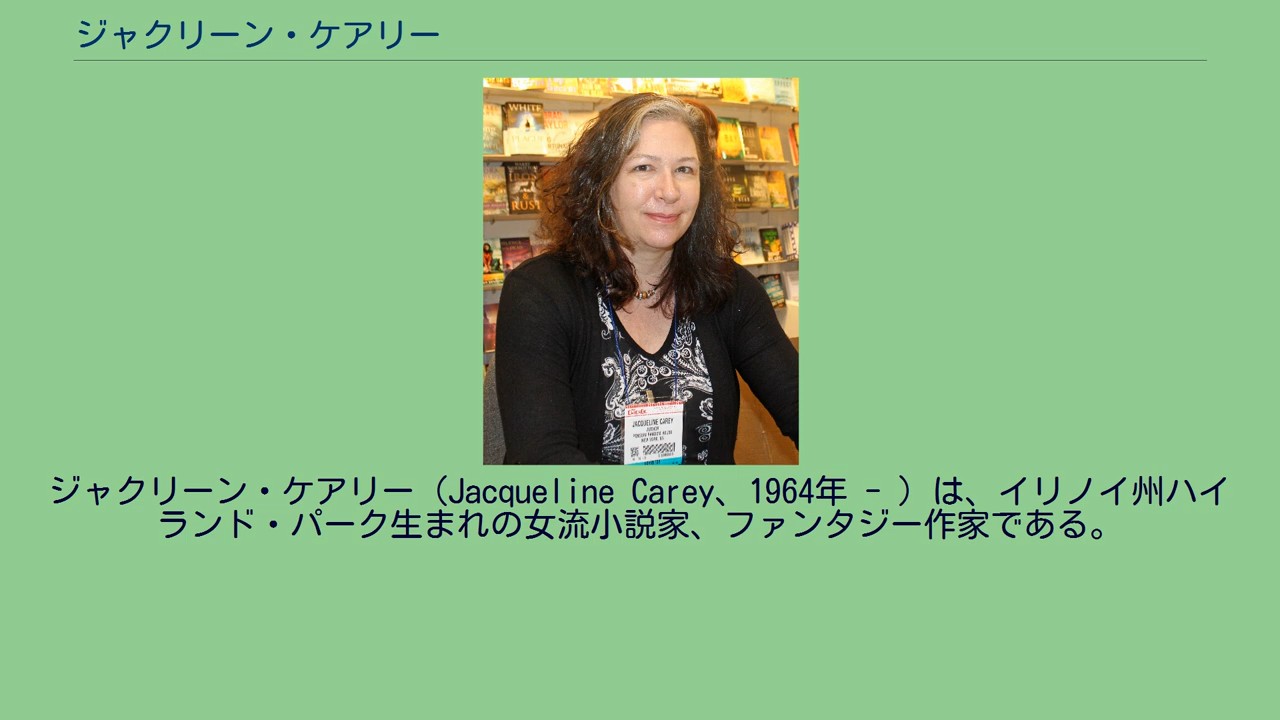 ジャクリーン・ケアリー
WHITE
RUST
JACQUELINE CAREY
ジャクリーン・ケアリー（Jacqueline Carey、1964年 - ）は、イリノイ州ハイ
ランド・パーク生まれの女流小説家、ファンタジー作家である。